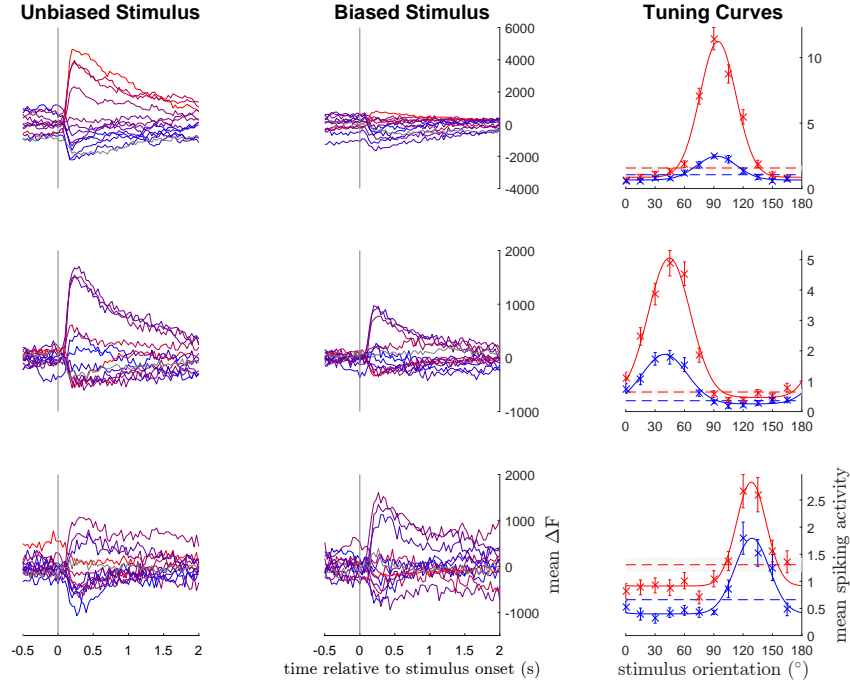 Unbiased Stimulus Biased Stimulus Tuning Curves
6000
4000
2000
0
-2000
-4000
10
5
0
0 30 60 90 120 150 180
2000
1000
0
-1000
5
4
3
2
1
0
0 30 60 90 120 150 180
2000
1000
0
-1000
mean ΔF
2.5
2
1.5
1
0.5
0
mean spiking activity
-0.5 0 0.5 1 1.5 2
-0.5 0 0.5 1 1.5 2
0 30 60 90 120 150 180
time relative to stimulus onset (s)
stimulus orientation (°)